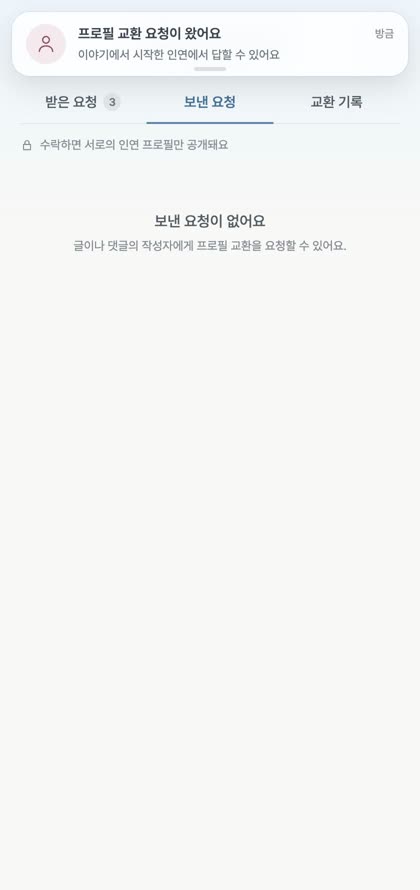 프로필 교환 요청이 왔어요
방금
이야기에서 시작한 인연에서 답할 수 있어요
받은 요청 3
보낸 요청
교환 기록
수락하면 서로의 인연 프로필만 공개돼요
보낸 요청이 없어요
글이나 댓글의 작성자에게 프로필 교환을 요청할 수 있어요.